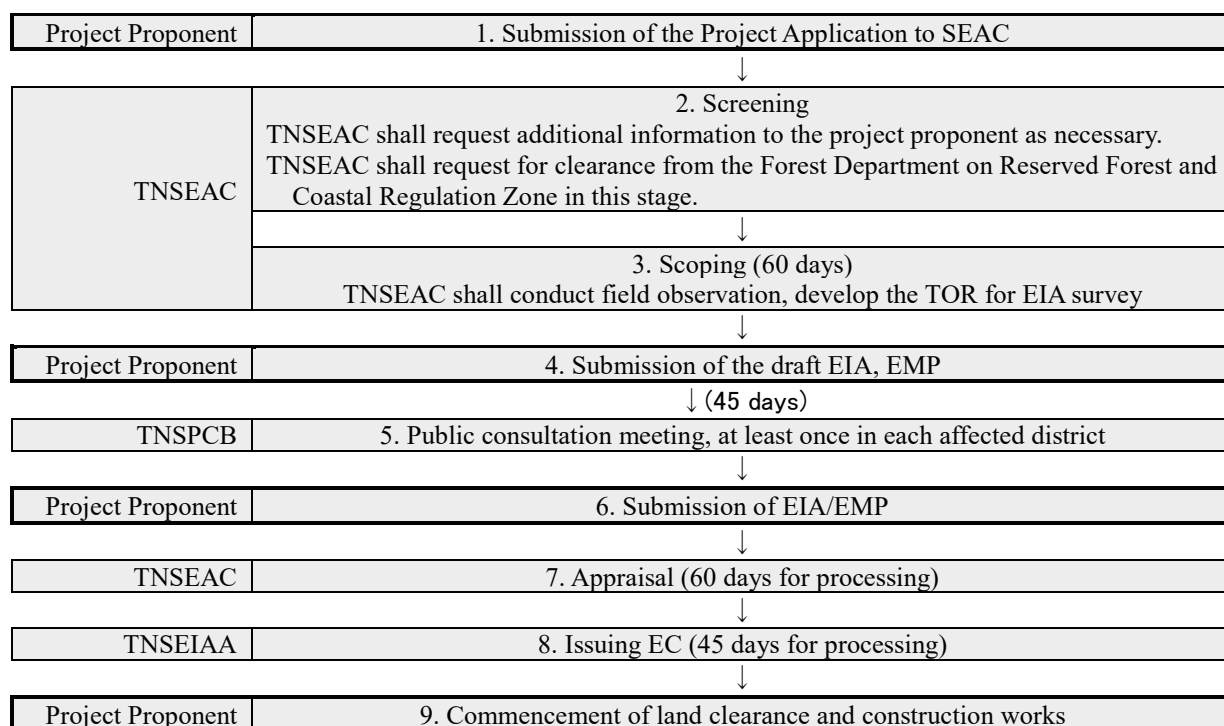 Project Proponent 1. Submission of the Project Application to SEAC
↓
2. Screening
TNSEAC shall request additional information to the project proponent as necessary.
TNSEAC shall request for clearance from the Forest Department on Reserved Forest and
TNSEAC
Coastal Regulation Zone in this stage.
↓
3. Scoping (60 days)
TNSEAC shall conduct field observation, develop the TOR for EIA survey
↓
Project Proponent 4. Submission of the draft EIA, EMP
↓(45 days)
TNSPCB 5. Public consultation meeting, at least once in each affected district
↓
Project Proponent 6. Submission of EIA/EMP
↓
TNSEAC 7. Appraisal (60 days for processing)
↓
TNSEIAA 8. Issuing EC (45 days for processing)
↓
Project Proponent 9. Commencement of land clearance and construction works